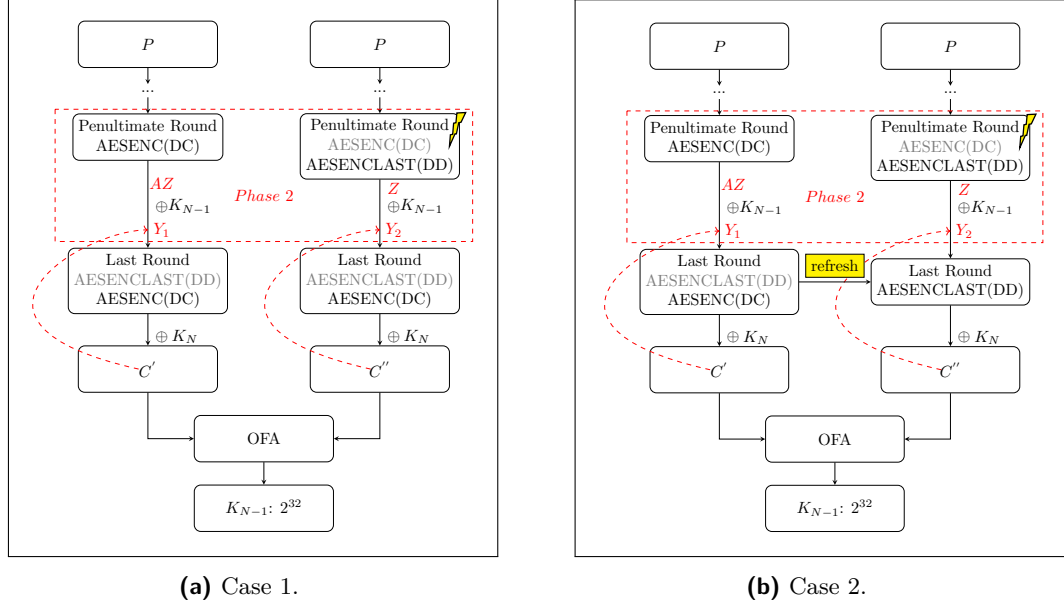 P
P
...
...
Penultimate Round
AESENC(DC)
Penultimate Round
AESENC(DC)
AESENCLAST(DD)
AZ
⊕K_{N−1}
Phase 2
Z
⊕K_{N−1}
Y_1
Y_2
Last Round
AESENCLAST(DD)
AESENC(DC)
Last Round
AESENCLAST(DD)
AESENC(DC)
⊕ K_N
⊕ K_N
C'
C''
OFA
K_{N−1}: 2^{32}
(a) Case 1.
P
P
...
...
Penultimate Round
AESENC(DC)
Penultimate Round
AESENC(DC)
AESENCLAST(DD)
AZ
⊕K_{N−1}
Phase 2
Z
⊕K_{N−1}
Y_1
Y_2
Last Round
AESENCLAST(DD)
AESENC(DC)
refresh
Last Round
AESENCLAST(DD)
⊕ K_N
⊕ K_N
C'
C''
OFA
K_{N−1}: 2^{32}
(b) Case 2.